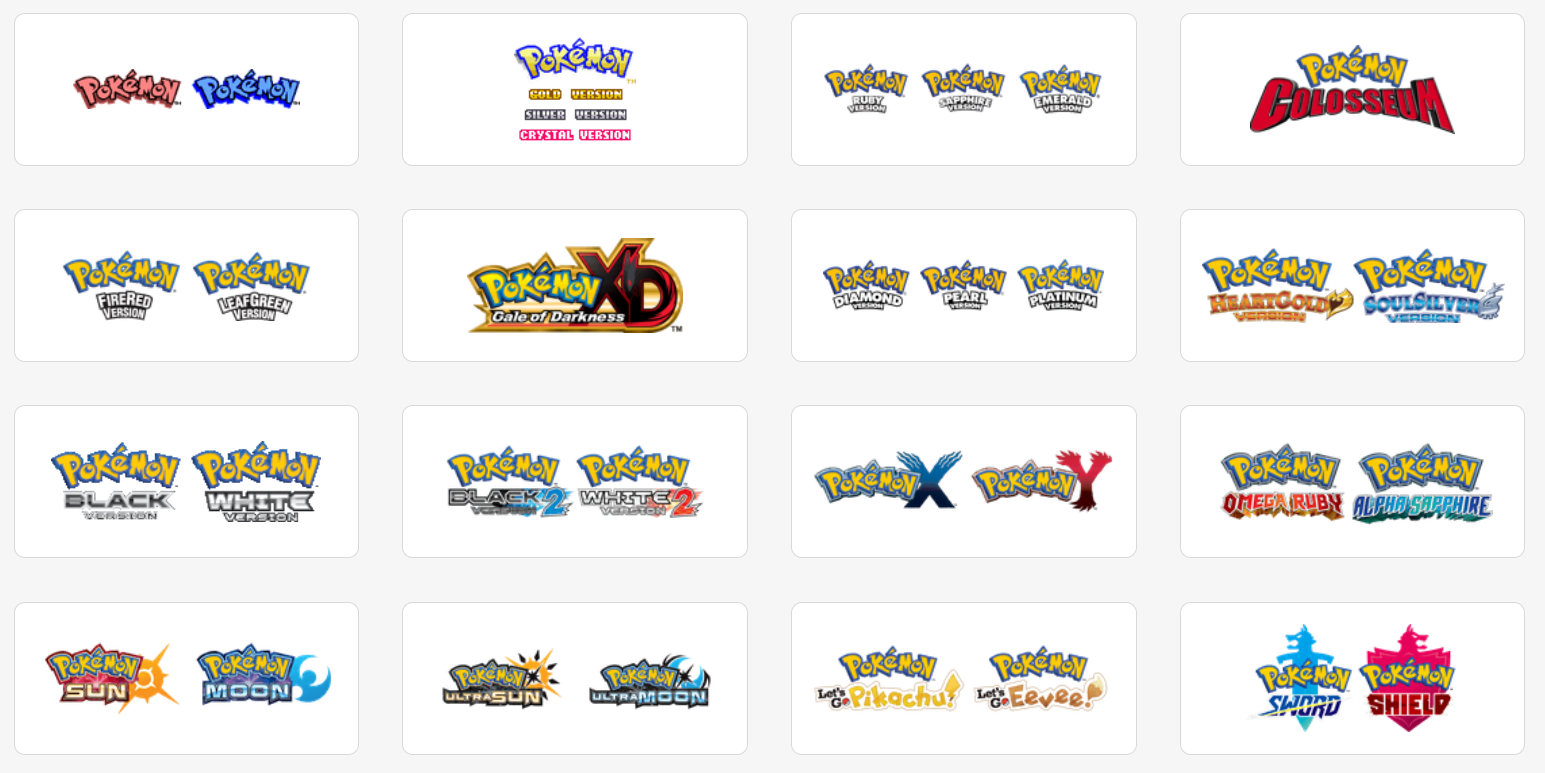 Pokémon Pokémon
Pokémon
GOLD VERSION
SILVER VERSION
CRYSTAL VERSION
Pokémon Pokémon Pokémon
RUBY VERSION SAPPHIRE VERSION EMERALD VERSION
Pokémon
COLOSSEUM
Pokémon Pokémon
FIRERED VERSION LEAFGREEN VERSION
Pokémon XD
Gale of Darkness
TM
Pokémon Pokémon Pokémon
DIAMOND VERSION PEARL VERSION PLATINUM VERSION
Pokémon Pokémon
HEARTGOLD VERSION SOULSILVER VERSION
Pokémon Pokémon
BLACK VERSION WHITE VERSION
Pokémon Pokémon
BLACK VERSION 2 WHITE VERSION 2
Pokémon X Pokémon Y
Pokémon Pokémon
OMEGA RUBY ALPHA SAPPHIRE
Pokémon Pokémon
SUN MOON
Pokémon Pokémon
ULTRA SUN ULTRA MOON
Pokémon Pokémon
Let's Go Pikachu! Let's Go Eevee!
Pokémon Pokémon
SWORD SHIELD